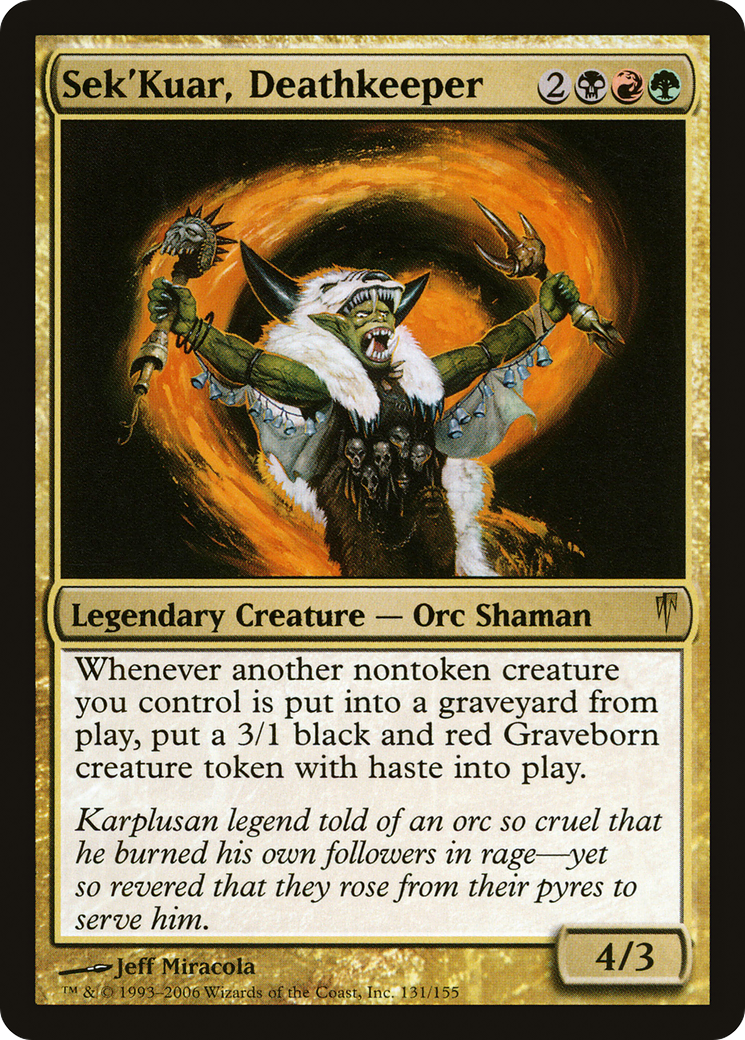 Sek'Kuar, Deathkeeper 2
Legendary Creature — Orc Shaman
Whenever another nontoken creature
you control is put into a graveyard from
play, put a 3/1 black and red Graveborn
creature token with haste into play.
Karplusan legend told of an orc so cruel that
he burned his own followers in rage—yet
so revered that they rose from their pyres to
serve him.
4/3
Jeff Miracola
™ & © 1993–2006 Wizards of the Coast, Inc. 131/155